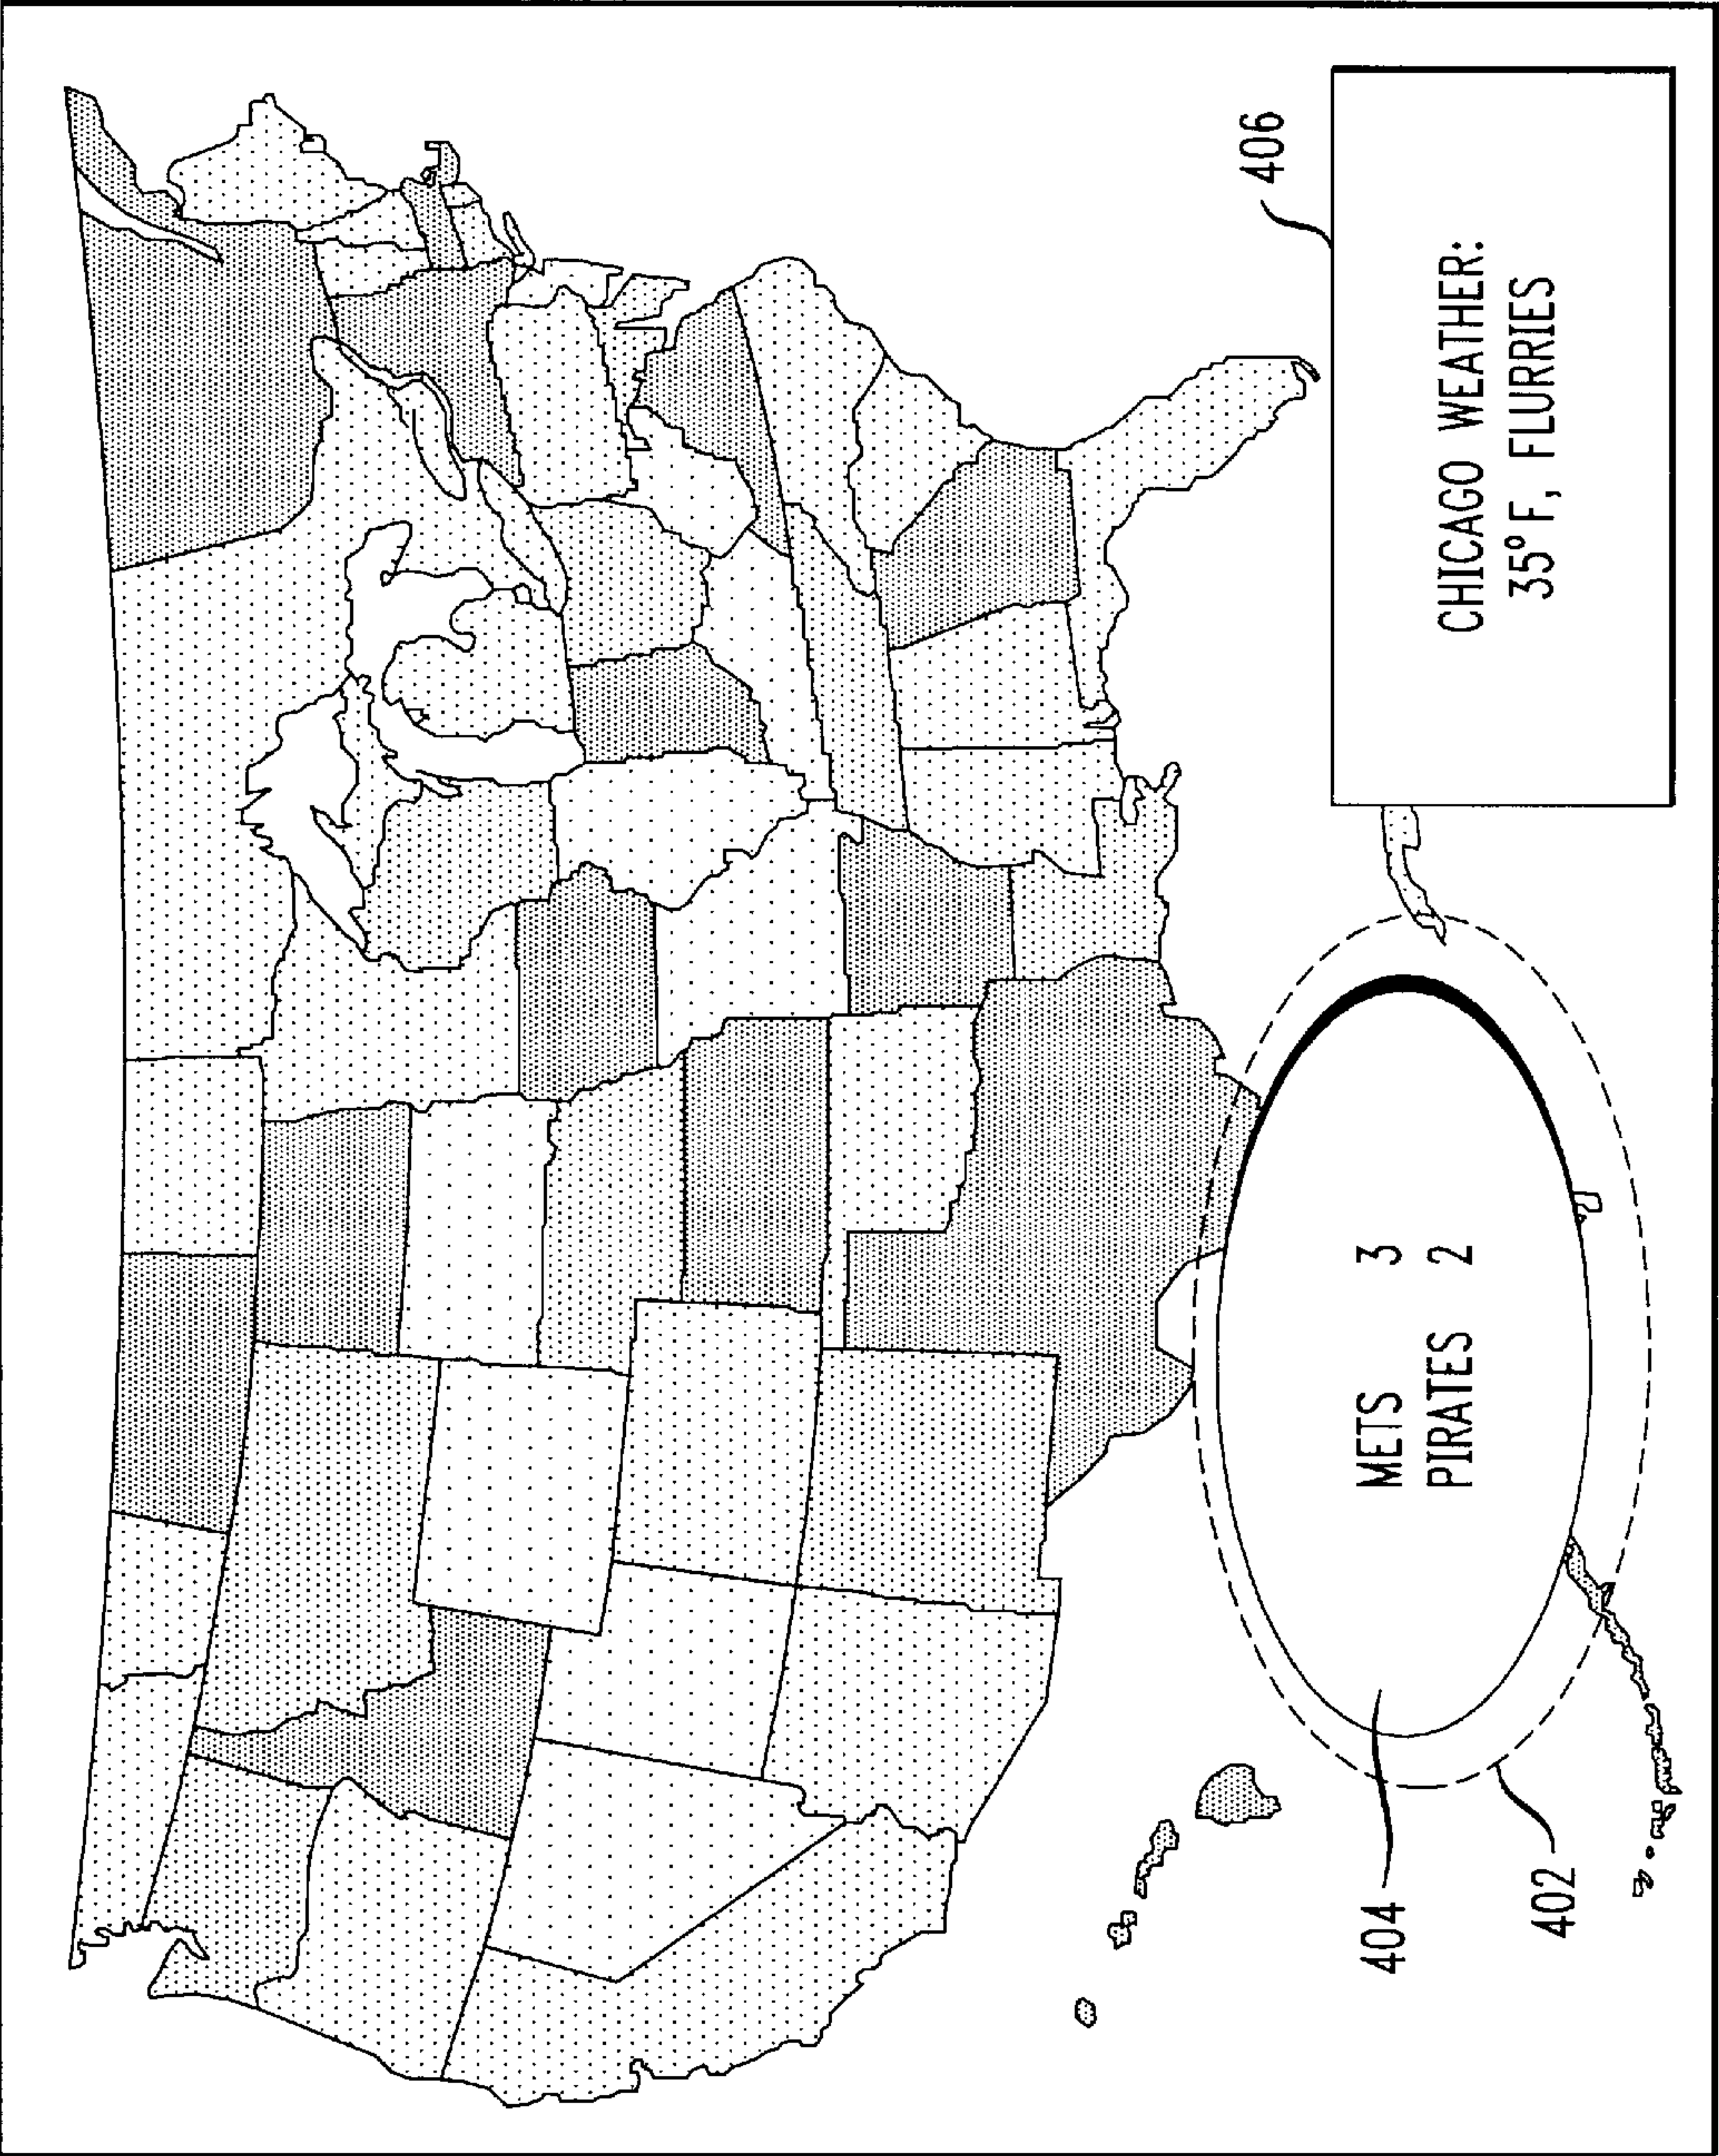 404
402
METS 3
PIRATES 2
406
CHICAGO WEATHER:
35° F, FLURRIES